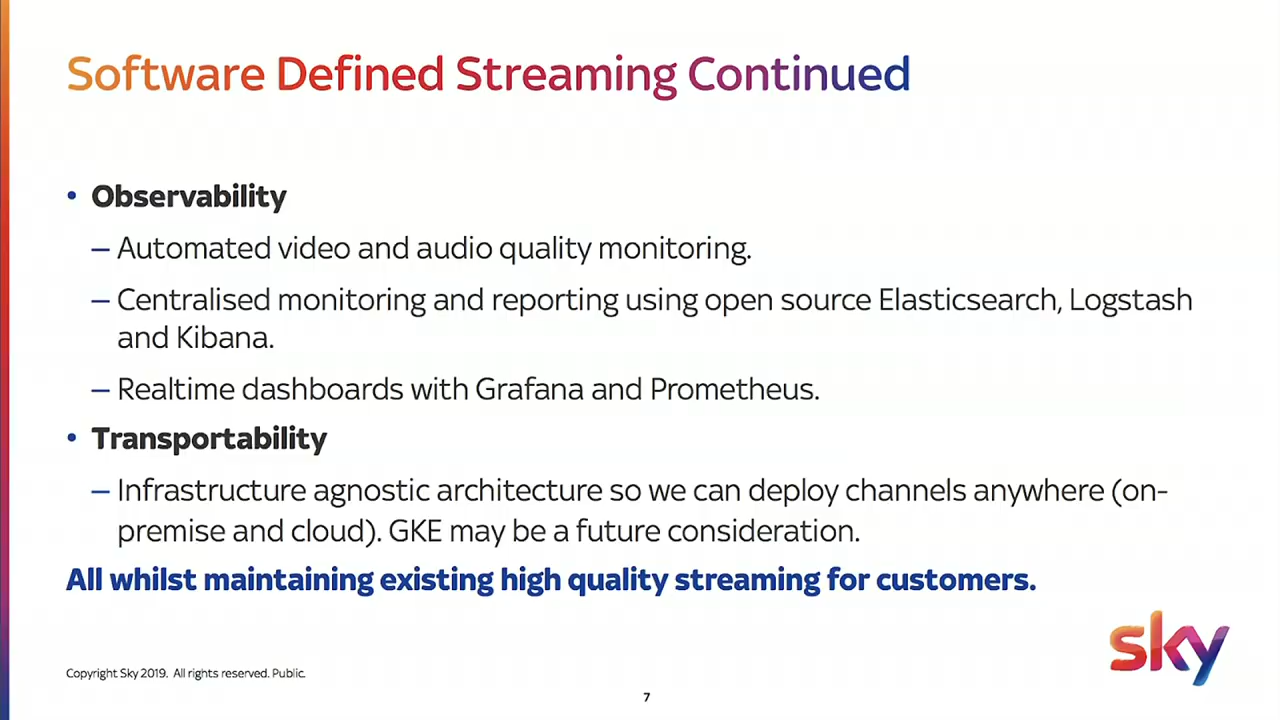 Software Defined Streaming Continued
• Observability
– Automated video and audio quality monitoring.
– Centralised monitoring and reporting using open source Elasticsearch, Logstash
and Kibana.
– Realtime dashboards with Grafana and Prometheus.
• Transportability
– Infrastructure agnostic architecture so we can deploy channels anywhere (on-
premise and cloud). GKE may be a future consideration.
All whilst maintaining existing high quality streaming for customers.
sky
Copyright Sky 2019. All rights reserved. Public.
7